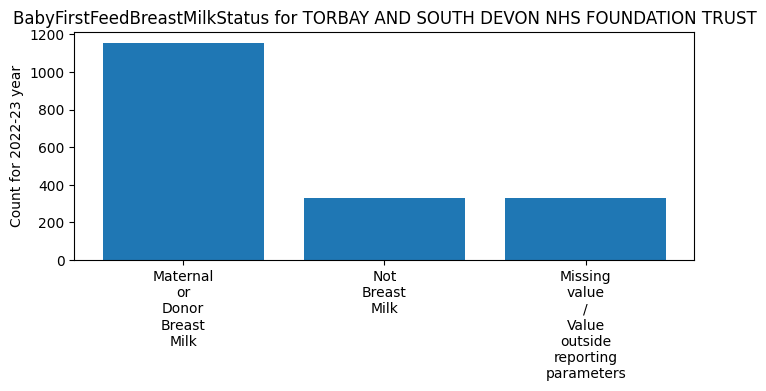 BabyFirstFeedBreastMilkStatus for TORBAY AND SOUTH DEVON NHS FOUNDATION TRUST
Count for 2022-23 year
1200
1000
800
600
400
200
0
Maternal
or
Donor
Breast
Milk
Not
Breast
Milk
Missing
value
/
Value
outside
reporting
parameters